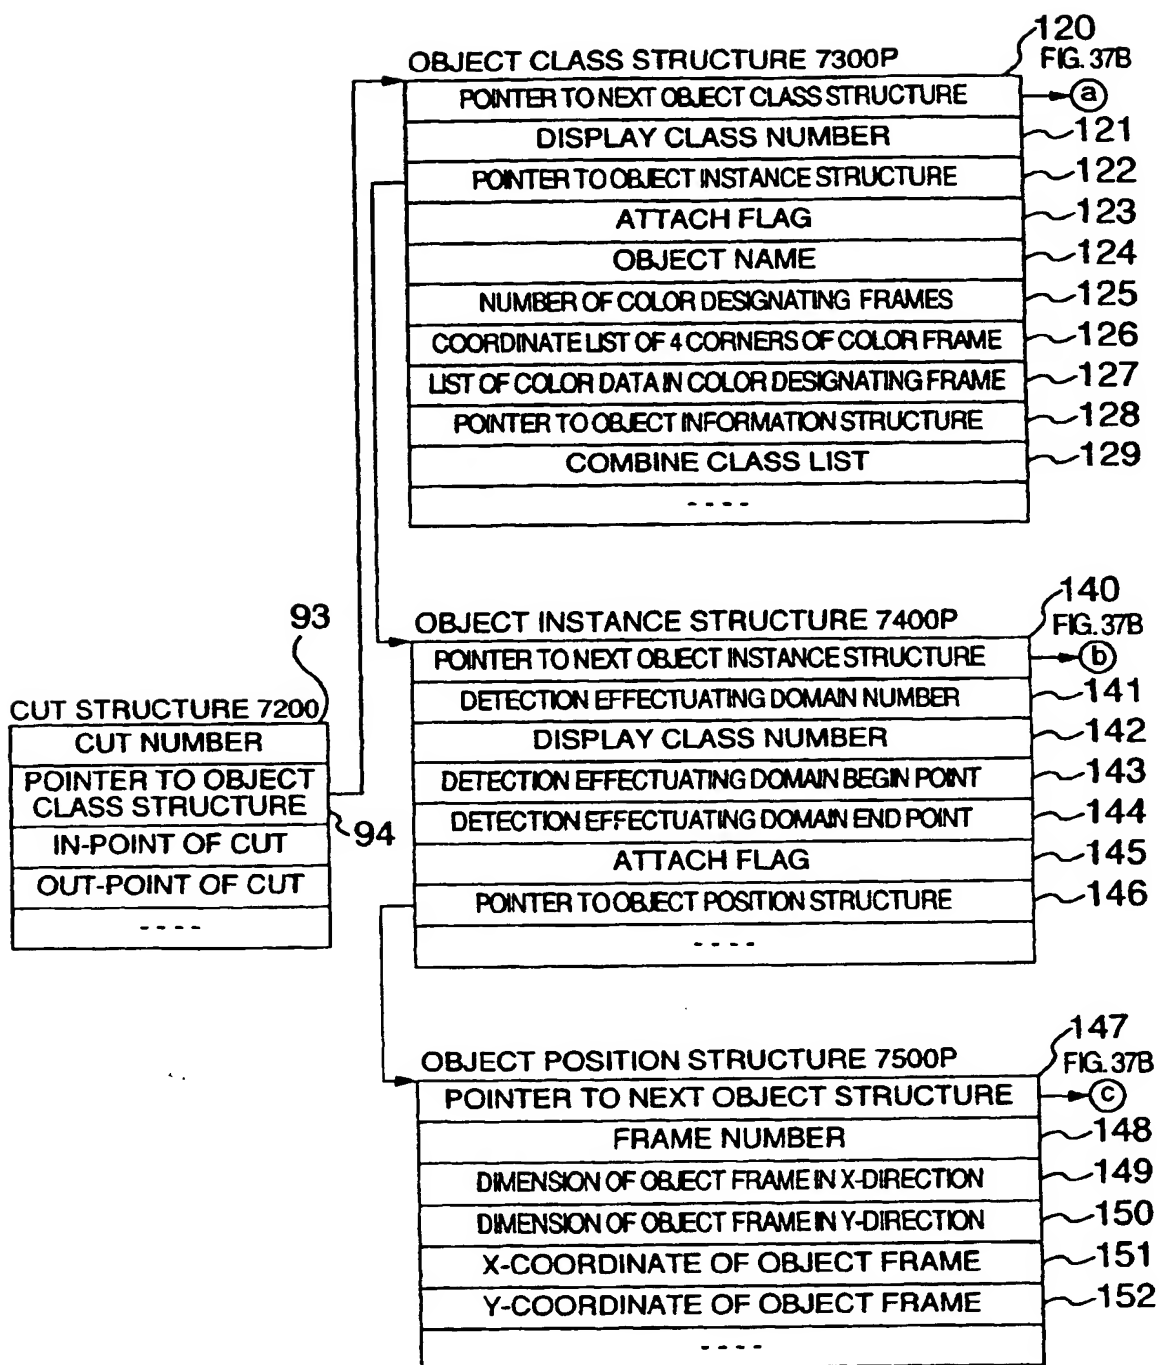 120
OBJECT CLASS STRUCTURE 7300P
FIG. 37B
POINTER TO NEXT OBJECT CLASS STRUCTURE
a
DISPLAY CLASS NUMBER
121
POINTER TO OBJECT INSTANCE STRUCTURE
122
ATTACH FLAG
123
OBJECT NAME
124
NUMBER OF COLOR DESIGNATING FRAMES
125
COORDINATE LIST OF 4 CORNERS OF COLOR FRAME
126
LIST OF COLOR DATA IN COLOR DESIGNATING FRAME
127
POINTER TO OBJECT INFORMATION STRUCTURE
128
COMBINE CLASS LIST
129
----
93
CUT STRUCTURE 7200
CUT NUMBER
POINTER TO OBJECT
CLASS STRUCTURE
94
IN-POINT OF CUT
OUT-POINT OF CUT
----
140
OBJECT INSTANCE STRUCTURE 7400P
FIG. 37B
POINTER TO NEXT OBJECT INSTANCE STRUCTURE
b
DETECTION EFFECTUATING DOMAIN NUMBER
141
DISPLAY CLASS NUMBER
142
DETECTION EFFECTUATING DOMAIN BEGIN POINT
143
DETECTION EFFECTUATING DOMAIN END POINT
144
ATTACH FLAG
145
POINTER TO OBJECT POSITION STRUCTURE
146
----
147
OBJECT POSITION STRUCTURE 7500P
FIG. 37B
POINTER TO NEXT OBJECT STRUCTURE
c
FRAME NUMBER
148
DIMENSION OF OBJECT FRAME IN X-DIRECTION
149
DIMENSION OF OBJECT FRAME IN Y-DIRECTION
150
X-COORDINATE OF OBJECT FRAME
151
Y-COORDINATE OF OBJECT FRAME
152
----